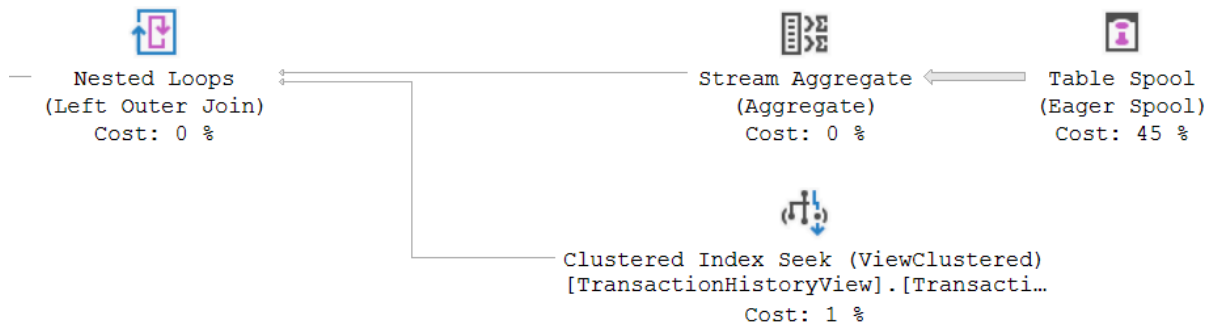 Nested Loops
(Left Outer Join)
Cost: 0 %
Stream Aggregate
(Aggregate)
Cost: 0 %
Table Spool
(Eager Spool)
Cost: 45 %
Clustered Index Seek (ViewClustered)
[TransactionHistoryView].[Transacti…
Cost: 1 %